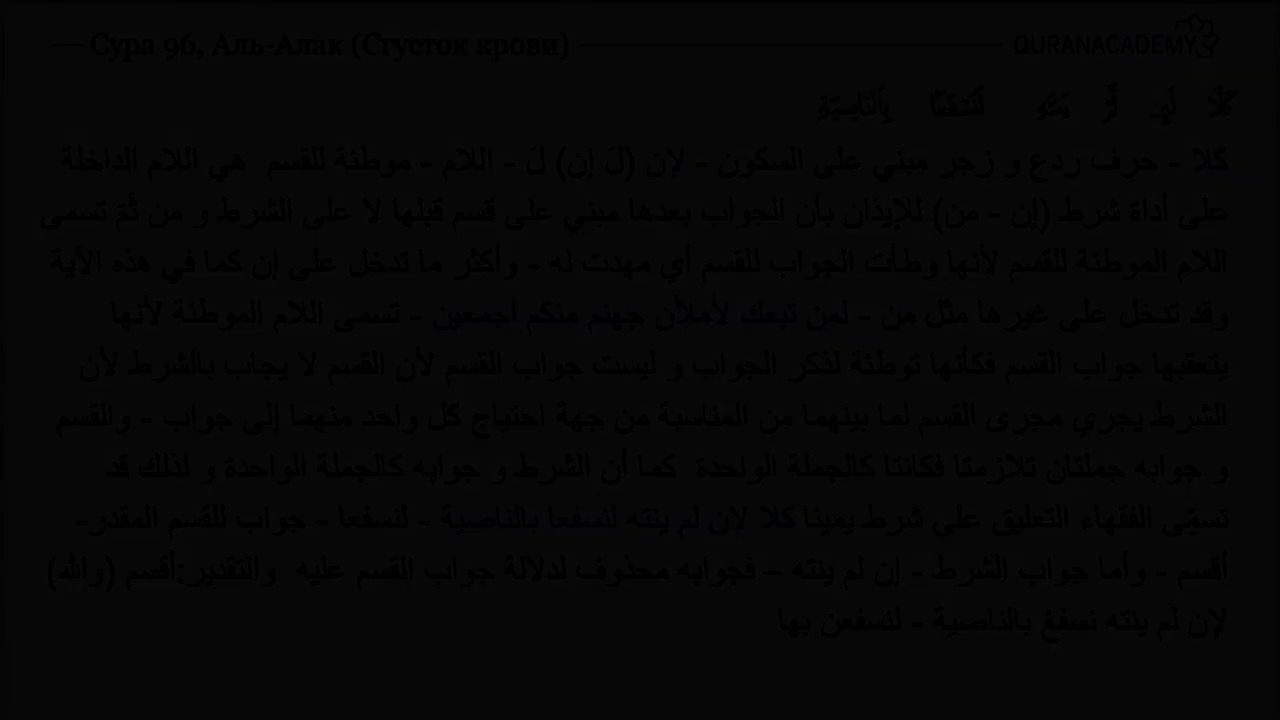 Сура 96, Аль-Алак (Сгусток крови)
QURANACADEMY
كَلَّا لَئِن لَّمْ يَنتَهِ لَنَسْفَعًا بِالنَّاصِيَةِ
كلا - حرف ردع و زجر مبني على السكون - لإن (لَ إن) لَ - اللام - موطئة للقسم هي اللام الداخلة
على أداة شرط (إن - من) للإيذان بأن الجواب بعدها مبني على قسم قبلها لا على الشرط و من ثَمّ تسمى
اللام الموطئة للقسم لأنها وطأت الجواب للقسم أي مهدت له - وأكثر ما تدخل على إن كما في هذه الآية
وقد تدخل على غيرها مثل من - لمن تبعك لأملأن جهنم منكم أجمعين - تسمى اللام الموطئة لأنها
يتعقبها جواب القسم فكأنها توطئة لذكر الجواب و ليست جواب القسم لأن القسم لا يجاب بالشرط لأن
الشرط يجري مجرى القسم لما بينهما من المناسبة من جهة احتياج كل واحد منهما إلى جواب - والقسم
و جوابه جملتان تلازمتا فكانتا كالجملة الواحدة كما أن الشرط و جوابه كالجملة الواحدة و لذلك قد
تسمّى الفقهاء التعليق على شرط يمينا كلا لإن لم ينته لنسفعا بالناصية - لنسفعا - جواب للقسم المقدر-
أقسم - وأما جواب الشرط - إن لم ينته – فجوابه محذوف لدلالة جواب القسم عليه والتقدير:أقسم (والله)
لإن لم ينته نسفعْ بالناصية - لنسفعن بها